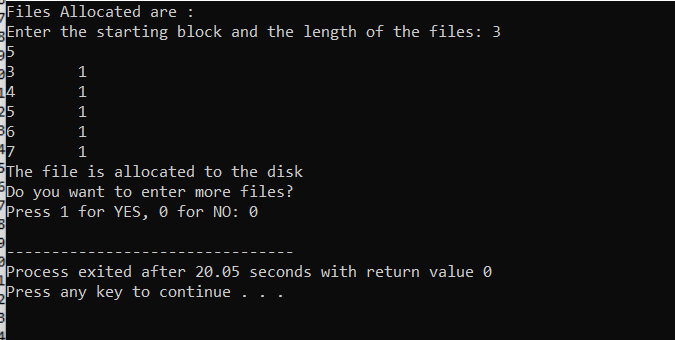 Files Allocated are :
Enter the starting block and the length of the files: 3
5
3 1
4 1
5 1
6 1
7 1
The file is allocated to the disk
Do you want to enter more files?
Press 1 for YES, 0 for NO: 0
--------------------------------
Process exited after 20.05 seconds with return value 0
Press any key to continue . . .